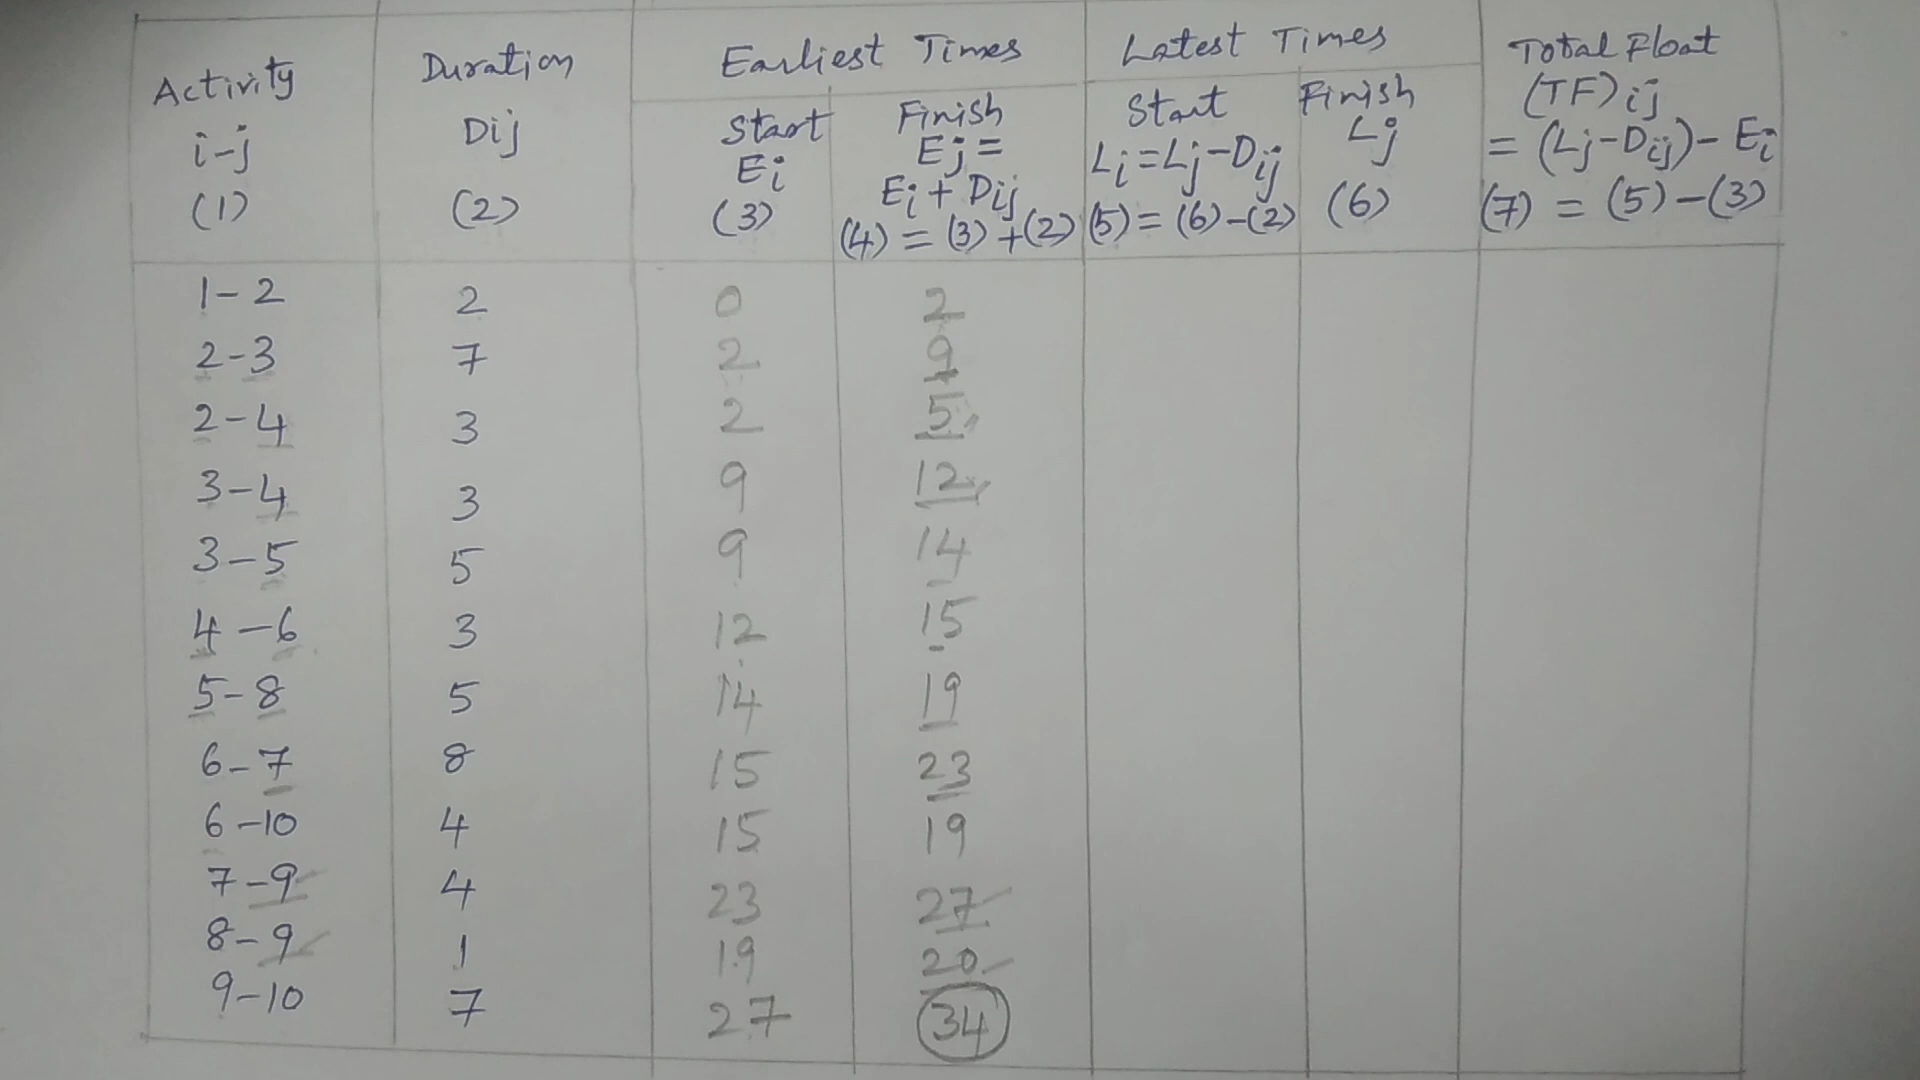 Activity
i-j
(1)
Duration
Dij
(2)
Earliest Times
Start
Ei
(3)
Finish
Ej =
Ei + Dij
(4) = (3) + (2)
Latest Times
Start
Li = Lj - Dij
(5) = (6) - (2)
Finish
Lj
(6)
Total Float
(TF) ij
= (Lj - Dij) - Ei
(7) = (5) - (3)
1-2 2 0 2
2-3 7 2 9
2-4 3 2 5
3-4 3 9 12
3-5 5 9 14
4-6 3 12 15
5-8 5 14 19
6-7 8 15 23
6-10 4 15 19
7-9 4 23 27
8-9 1 19 20
9-10 7 27 34